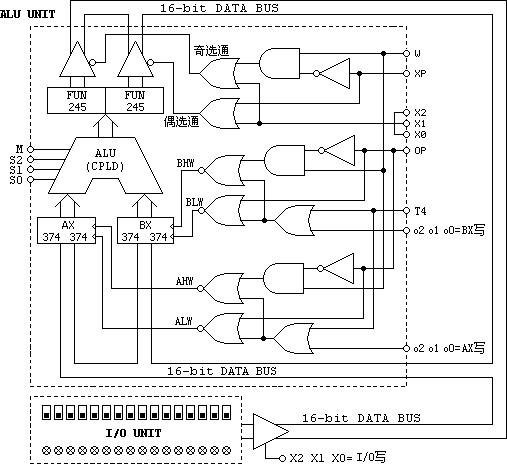 16-bit DATA BUS
ALU UNIT
奇选通
W
XP
FUN
245
FUN
245
偶选通
X2
X1
X0
M
S2
S1
S0
ALU
(CPLD)
BHW
OP
BLW
T4
AX
374 374
BX
374 374
o2 o1 o0=BX写
AHW
ALW
o2 o1 o0=AX写
16-bit DATA BUS
I/O UNIT
16-bit DATA BUS
X2 X1 X0= I/O写